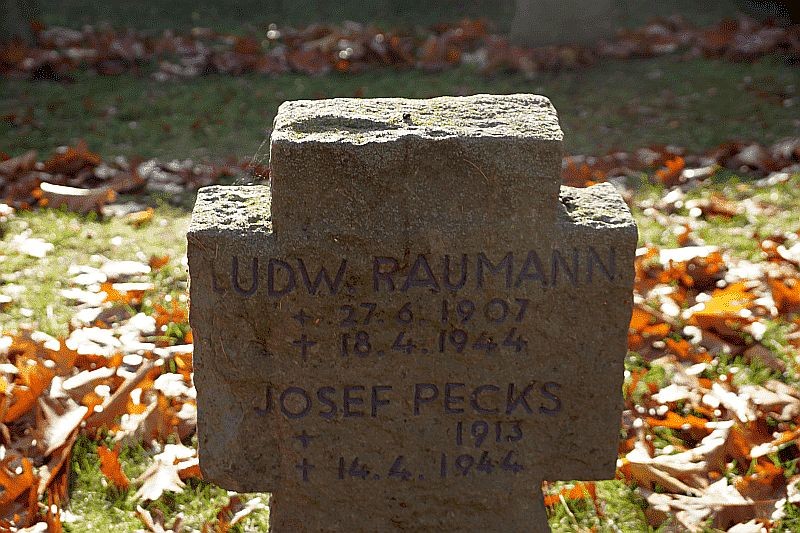 LUDW. RAUMANN
* 27.6.1907
† 18.4.1944
JOSEF PECKS
* 1913
† 14.4.1944